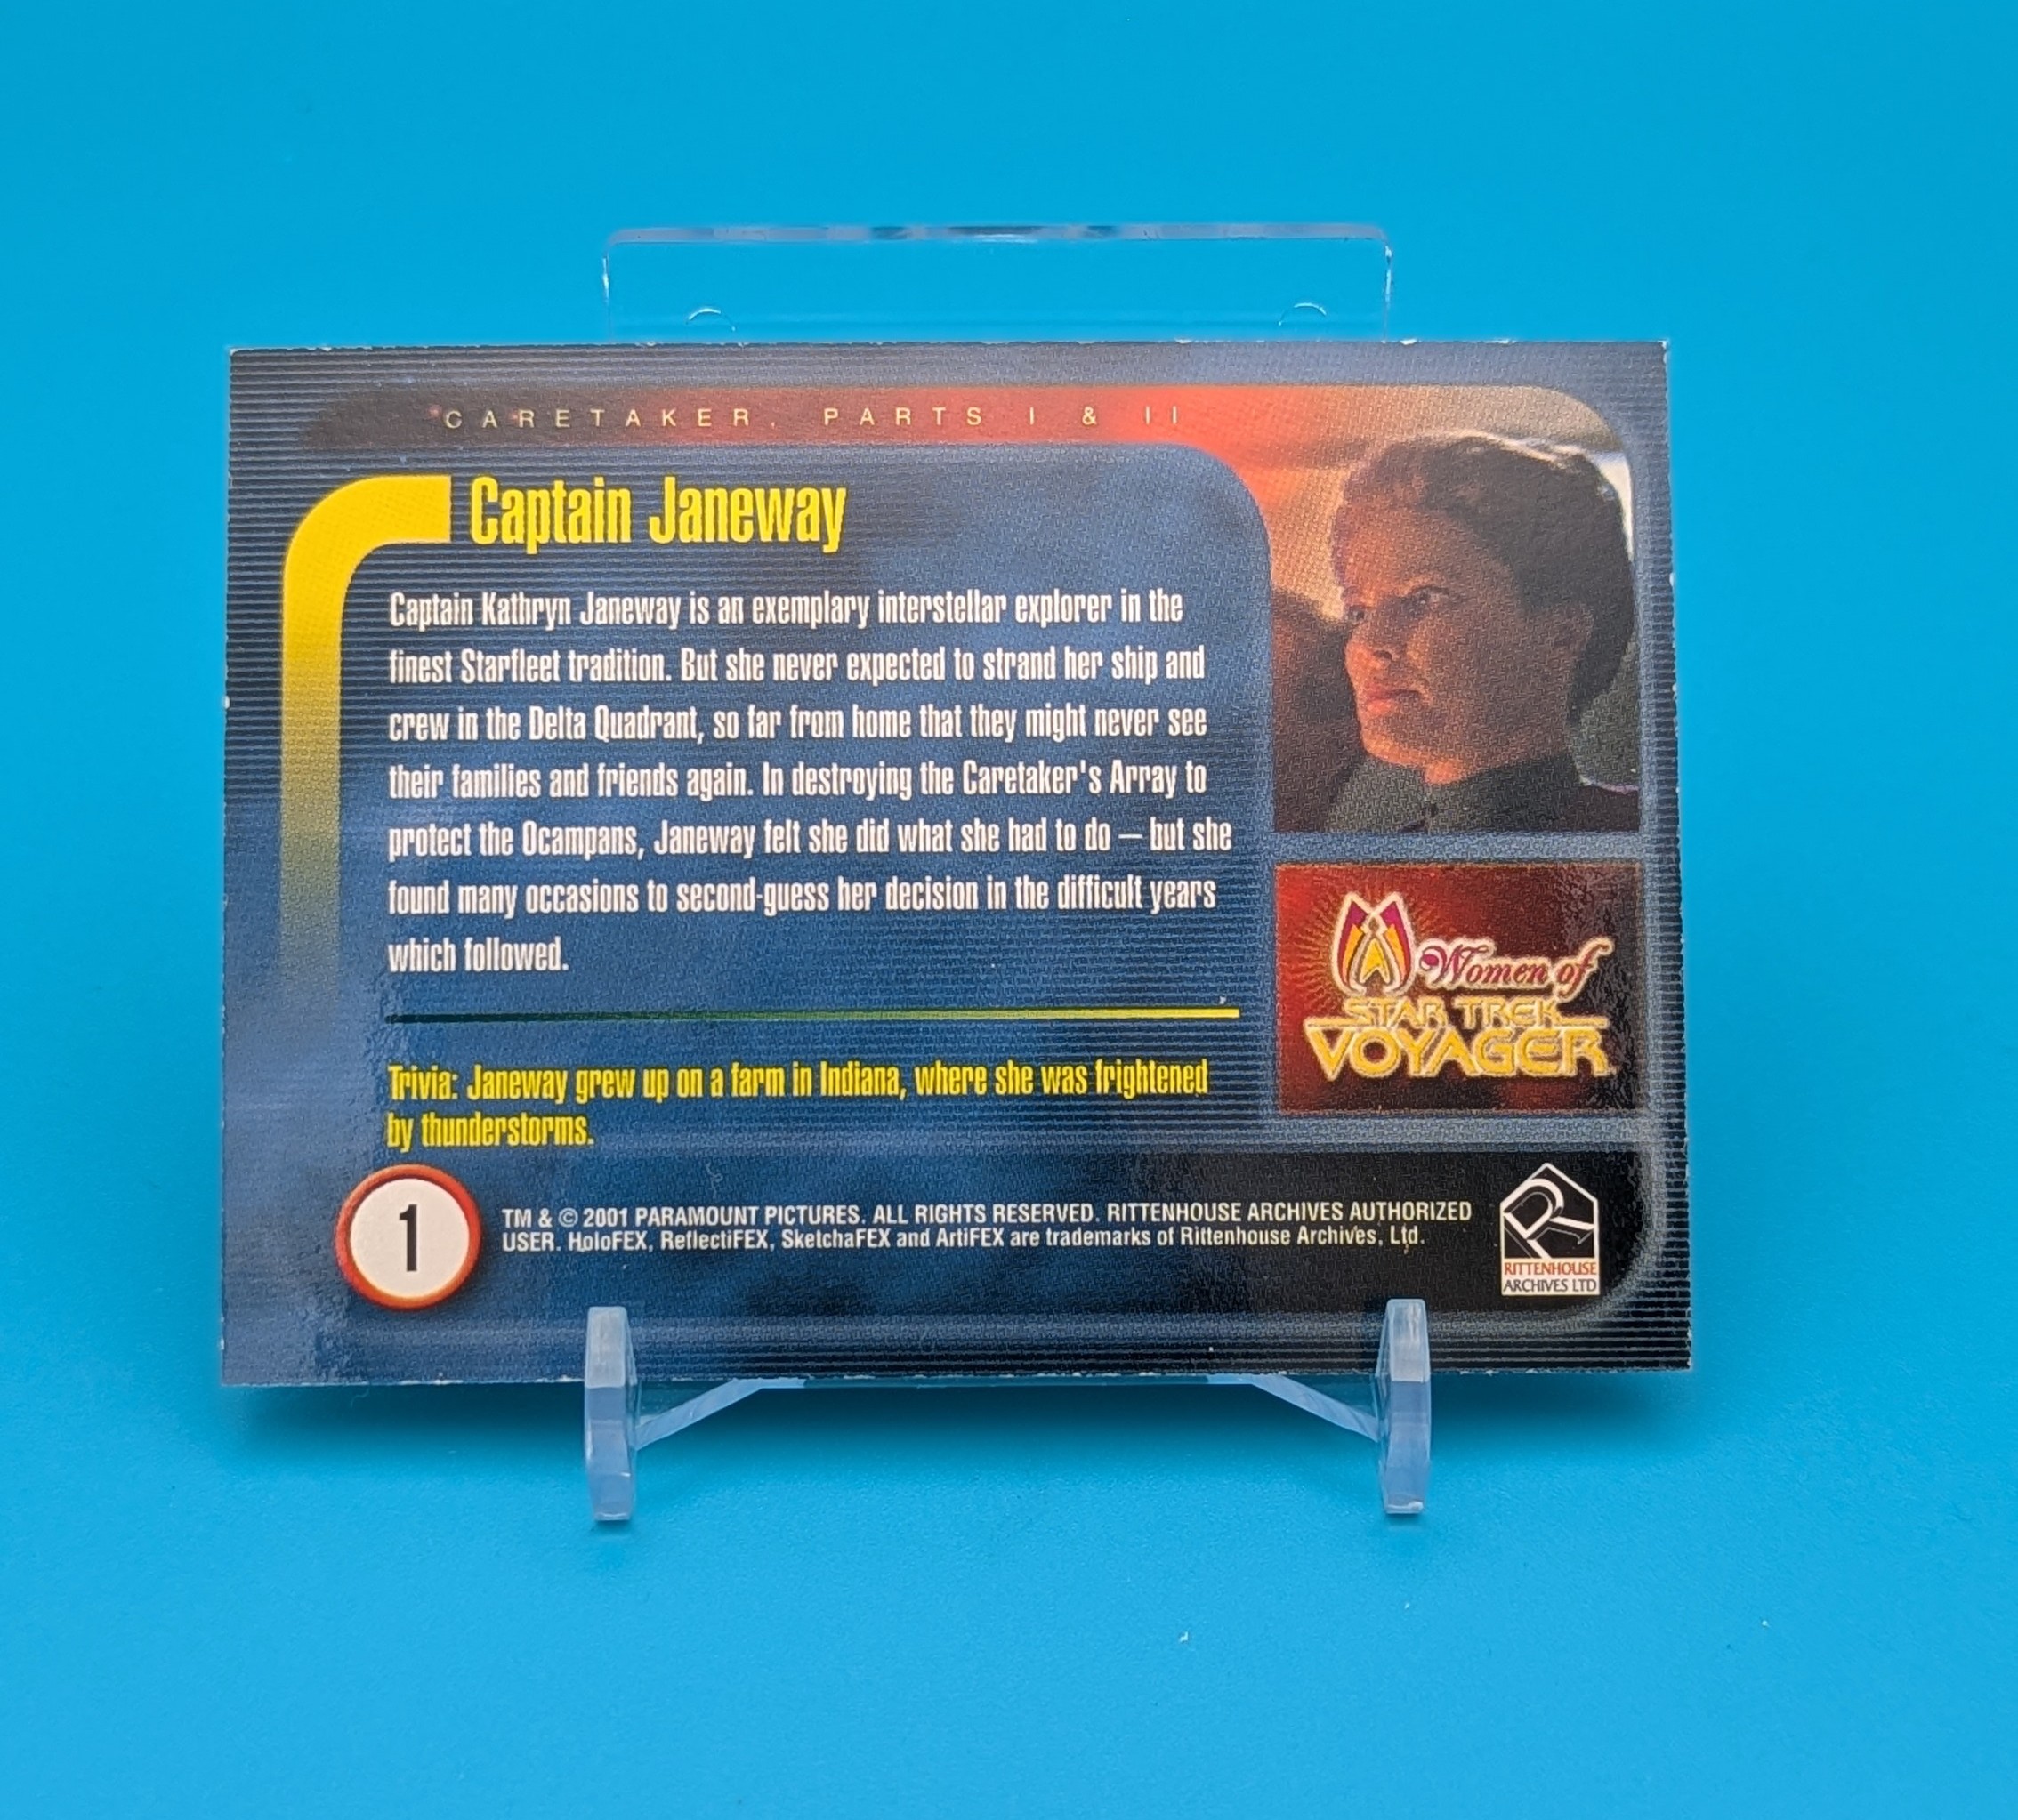 CARETAKER, PARTS I & II
Captain Janeway
Captain Kathryn Janeway is an exemplary interstellar explorer in the
finest Starfleet tradition. But she never expected to strand her ship and
crew in the Delta Quadrant, so far from home that they might never see
their families and friends again. In destroying the Caretaker's Array to
protect the Ocampans, Janeway felt she did what she had to do – but she
found many occasions to second-guess her decision in the difficult years
which followed.
Trivia: Janeway grew up on a farm in Indiana, where she was frightened
by thunderstorms.
Women of
STAR TREK
VOYAGER
1
TM & © 2001 PARAMOUNT PICTURES. ALL RIGHTS RESERVED. RITTENHOUSE ARCHIVES AUTHORIZED
USER. HoloFEX, ReflectiFEX, SketchaFEX and ArtiFEX are trademarks of Rittenhouse Archives, Ltd.
RITTENHOUSE
ARCHIVES LTD